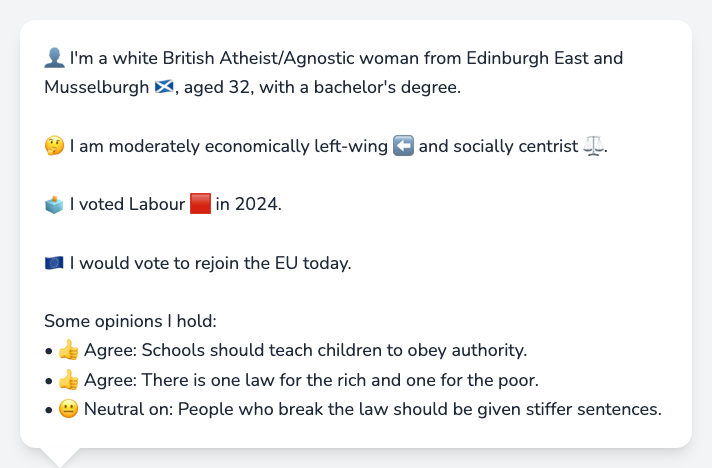 👤 I'm a white British Atheist/Agnostic woman from Edinburgh East and
Musselburgh 🏴󠁧󠁢󠁳󠁣󠁴󠁿, aged 32, with a bachelor's degree.
🤔 I am moderately economically left-wing ⬅️ and socially centrist ⚖️.
🗳️ I voted Labour 🟥 in 2024.
🇪🇺 I would vote to rejoin the EU today.
Some opinions I hold:
• 👍 Agree: Schools should teach children to obey authority.
• 👍 Agree: There is one law for the rich and one for the poor.
• 😐 Neutral on: People who break the law should be given stiffer sentences.